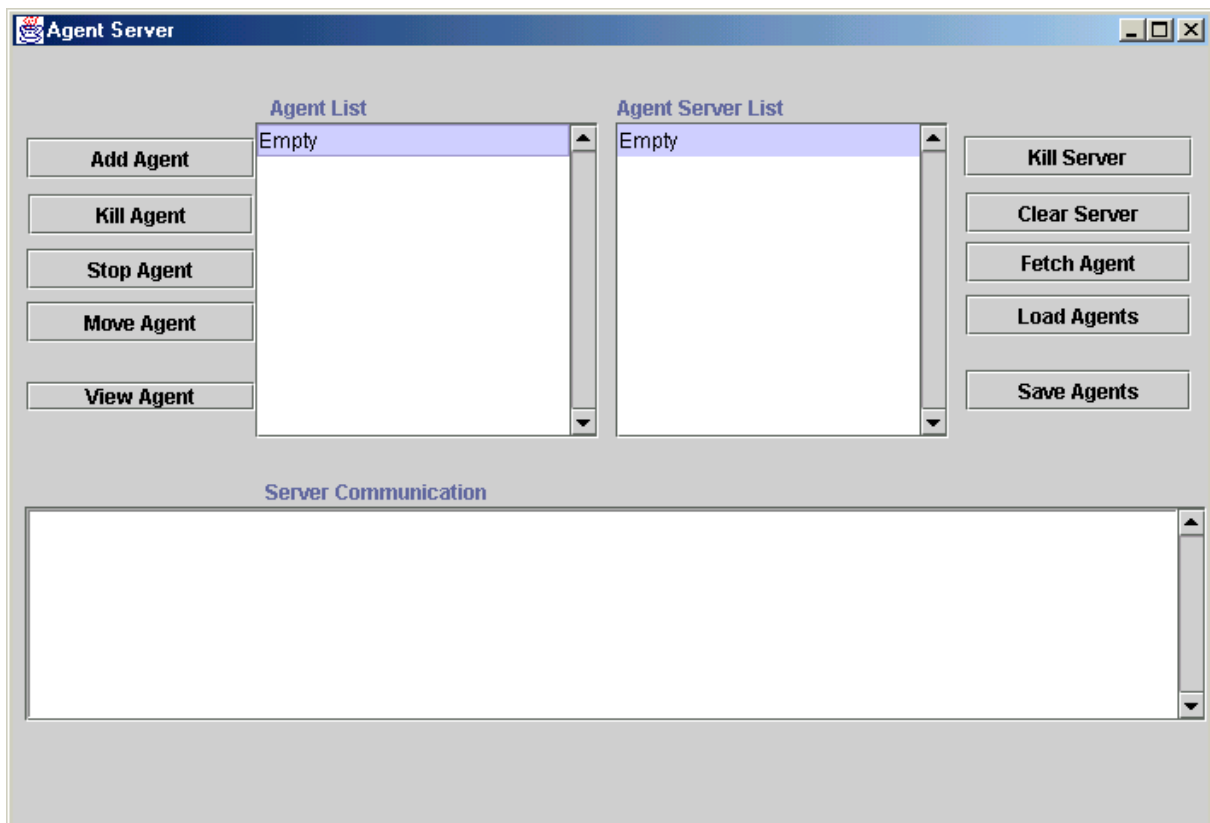 Agent Server
Agent List
Agent Server List
Empty
Empty
Add Agent
Kill Agent
Stop Agent
Move Agent
View Agent
Kill Server
Clear Server
Fetch Agent
Load Agents
Save Agents
Server Communication